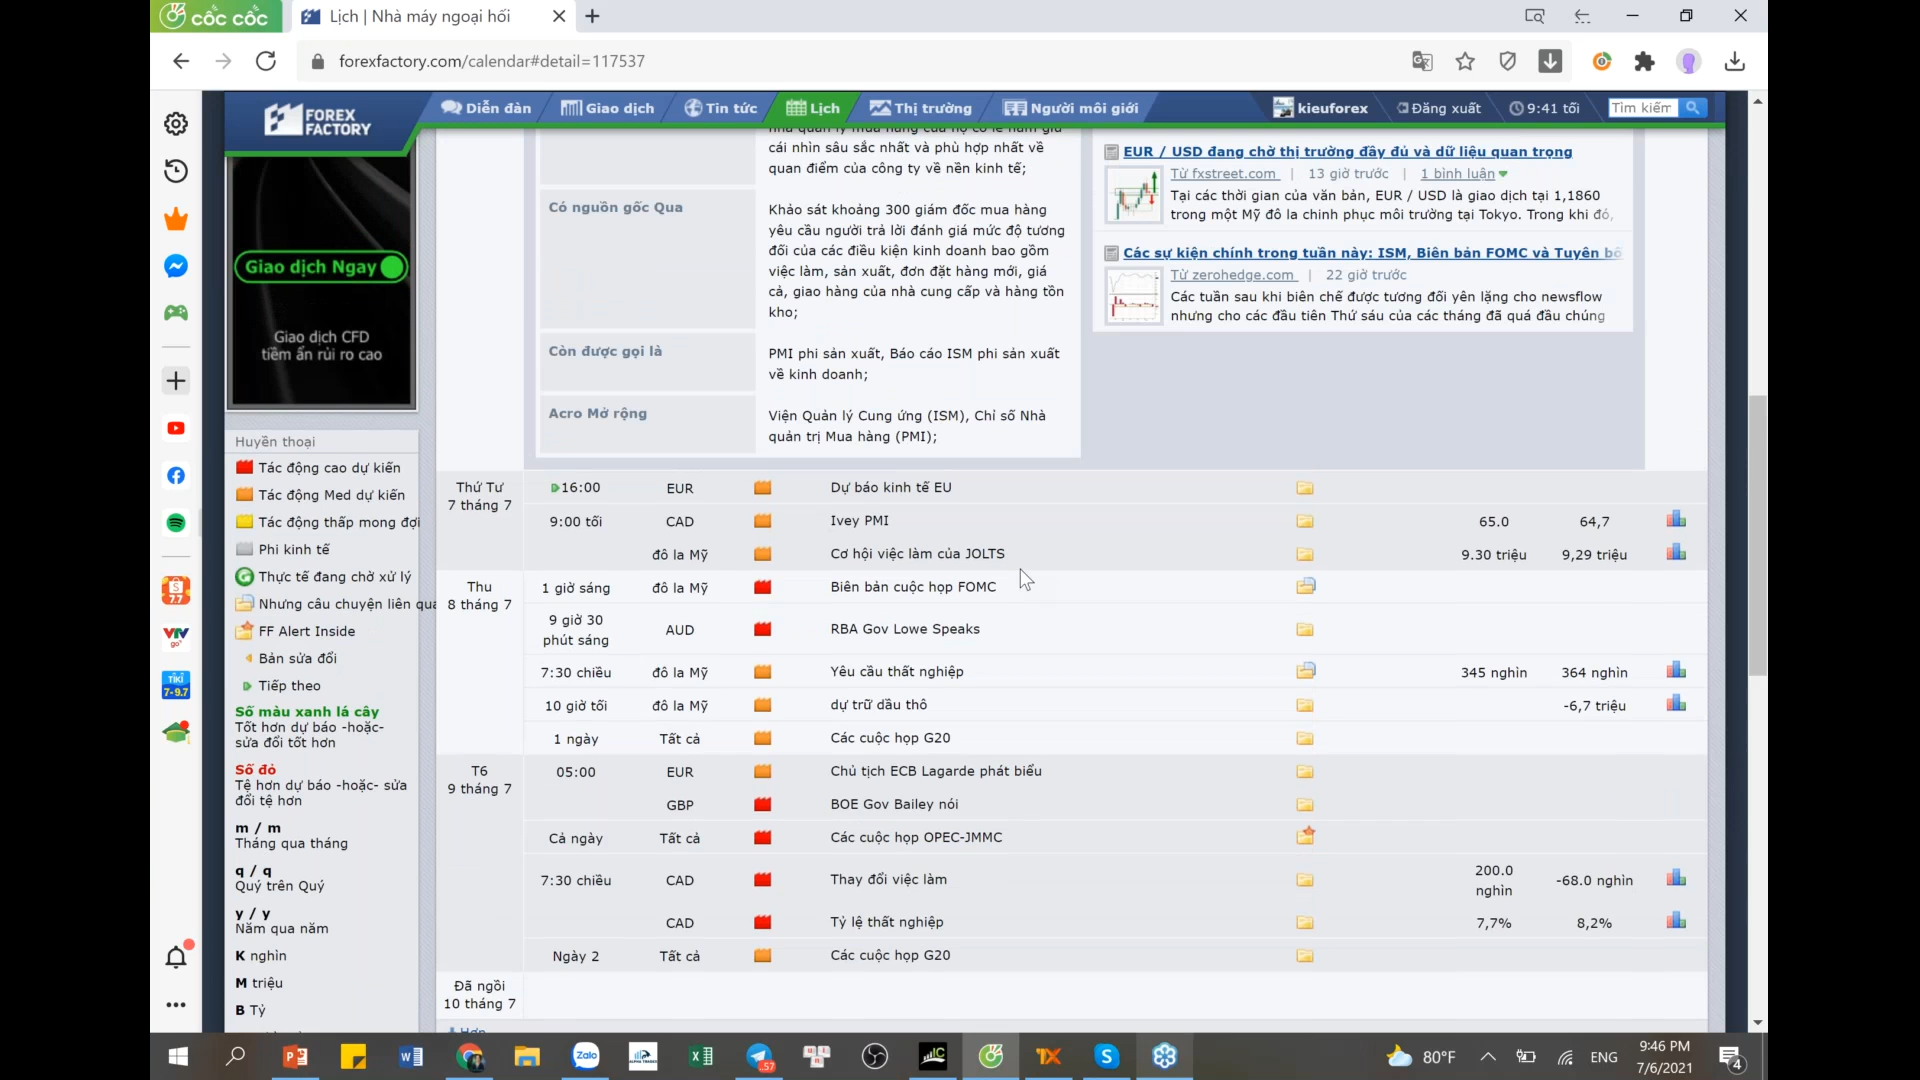 cốc cốc
Lịch | Nhà máy ngoại hối
forexfactory.com/calendar#detail=117537
FOREX FACTORY
Diễn đàn
Giao dịch
Tin tức
Lịch
Thị trường
Người môi giới
kieuforex
Đăng xuất
9:41 tối
Tìm kiếm
Giao dịch Ngay
Giao dịch CFD
tiềm ẩn rủi ro cao
cái nhìn sâu sắc nhất và phù hợp nhất về
quan điểm của công ty về nền kinh tế;
Có nguồn gốc Qua
Khảo sát khoảng 300 giám đốc mua hàng
yêu cầu người trả lời đánh giá mức độ tương
đối của các điều kiện kinh doanh bao gồm
việc làm, sản xuất, đơn đặt hàng mới, giá
cả, giao hàng của nhà cung cấp và hàng tồn
kho;
Còn được gọi là
PMI phi sản xuất, Báo cáo ISM phi sản xuất
về kinh doanh;
Acro Mở rộng
Viện Quản lý Cung ứng (ISM), Chỉ số Nhà
quản trị Mua hàng (PMI);
EUR / USD đang chờ thị trường đầy đủ và dữ liệu quan trọng
Từ fxstreet.com | 13 giờ trước | 1 bình luận
Tại các thời gian của văn bản, EUR / USD là giao dịch tại 1,1860
trong một Mỹ đô la chinh phục môi trường tại Tokyo. Trong khi đó,
Các sự kiện chính trong tuần này: ISM, Biên bản FOMC và Tuyên bố
Từ zerohedge.com | 22 giờ trước
Các tuần sau khi biên chế được tương đối yên lặng cho newsflow
nhưng cho các đầu tiên Thứ sáu của các tháng đã quá đầu chúng
Huyền thoại
Tác động cao dự kiến
Tác động Med dự kiến
Tác động thấp mong đợi
Phi kinh tế
Thực tế đang chờ xử lý
Những câu chuyện liên qua
FF Alert Inside
Bản sửa đổi
Tiếp theo
Số màu xanh lá cây
Tốt hơn dự báo -hoặc-
sửa đổi tốt hơn
Số đỏ
Tệ hơn dự báo -hoặc- sửa
đổi tệ hơn
m / m
Tháng qua tháng
q / q
Quý trên Quý
y / y
Năm qua năm
K nghìn
M triệu
B Tỷ
Thứ Tư
7 tháng 7
16:00 EUR Dự báo kinh tế EU
9:00 tối CAD Ivey PMI 65.0 64,7
đô la Mỹ Cơ hội việc làm của JOLTS 9.30 triệu 9,29 triệu
Thu
8 tháng 7
1 giờ sáng đô la Mỹ Biên bản cuộc họp FOMC
9 giờ 30
phút sáng AUD RBA Gov Lowe Speaks
7:30 chiều đô la Mỹ Yêu cầu thất nghiệp 345 nghìn 364 nghìn
10 giờ tối đô la Mỹ dự trữ dầu thô -6,7 triệu
1 ngày Tất cả Các cuộc họp G20
T6
9 tháng 7
05:00 EUR Chủ tịch ECB Lagarde phát biểu
GBP BOE Gov Bailey nói
Cả ngày Tất cả Các cuộc họp OPEC-JMMC
7:30 chiều CAD Thay đổi việc làm 200.0 nghìn -68.0 nghìn
CAD Tỷ lệ thất nghiệp 7,7% 8,2%
Ngày 2 Tất cả Các cuộc họp G20
Đã ngồi
10 tháng 7
80°F
ENG
9:46 PM
7/6/2021